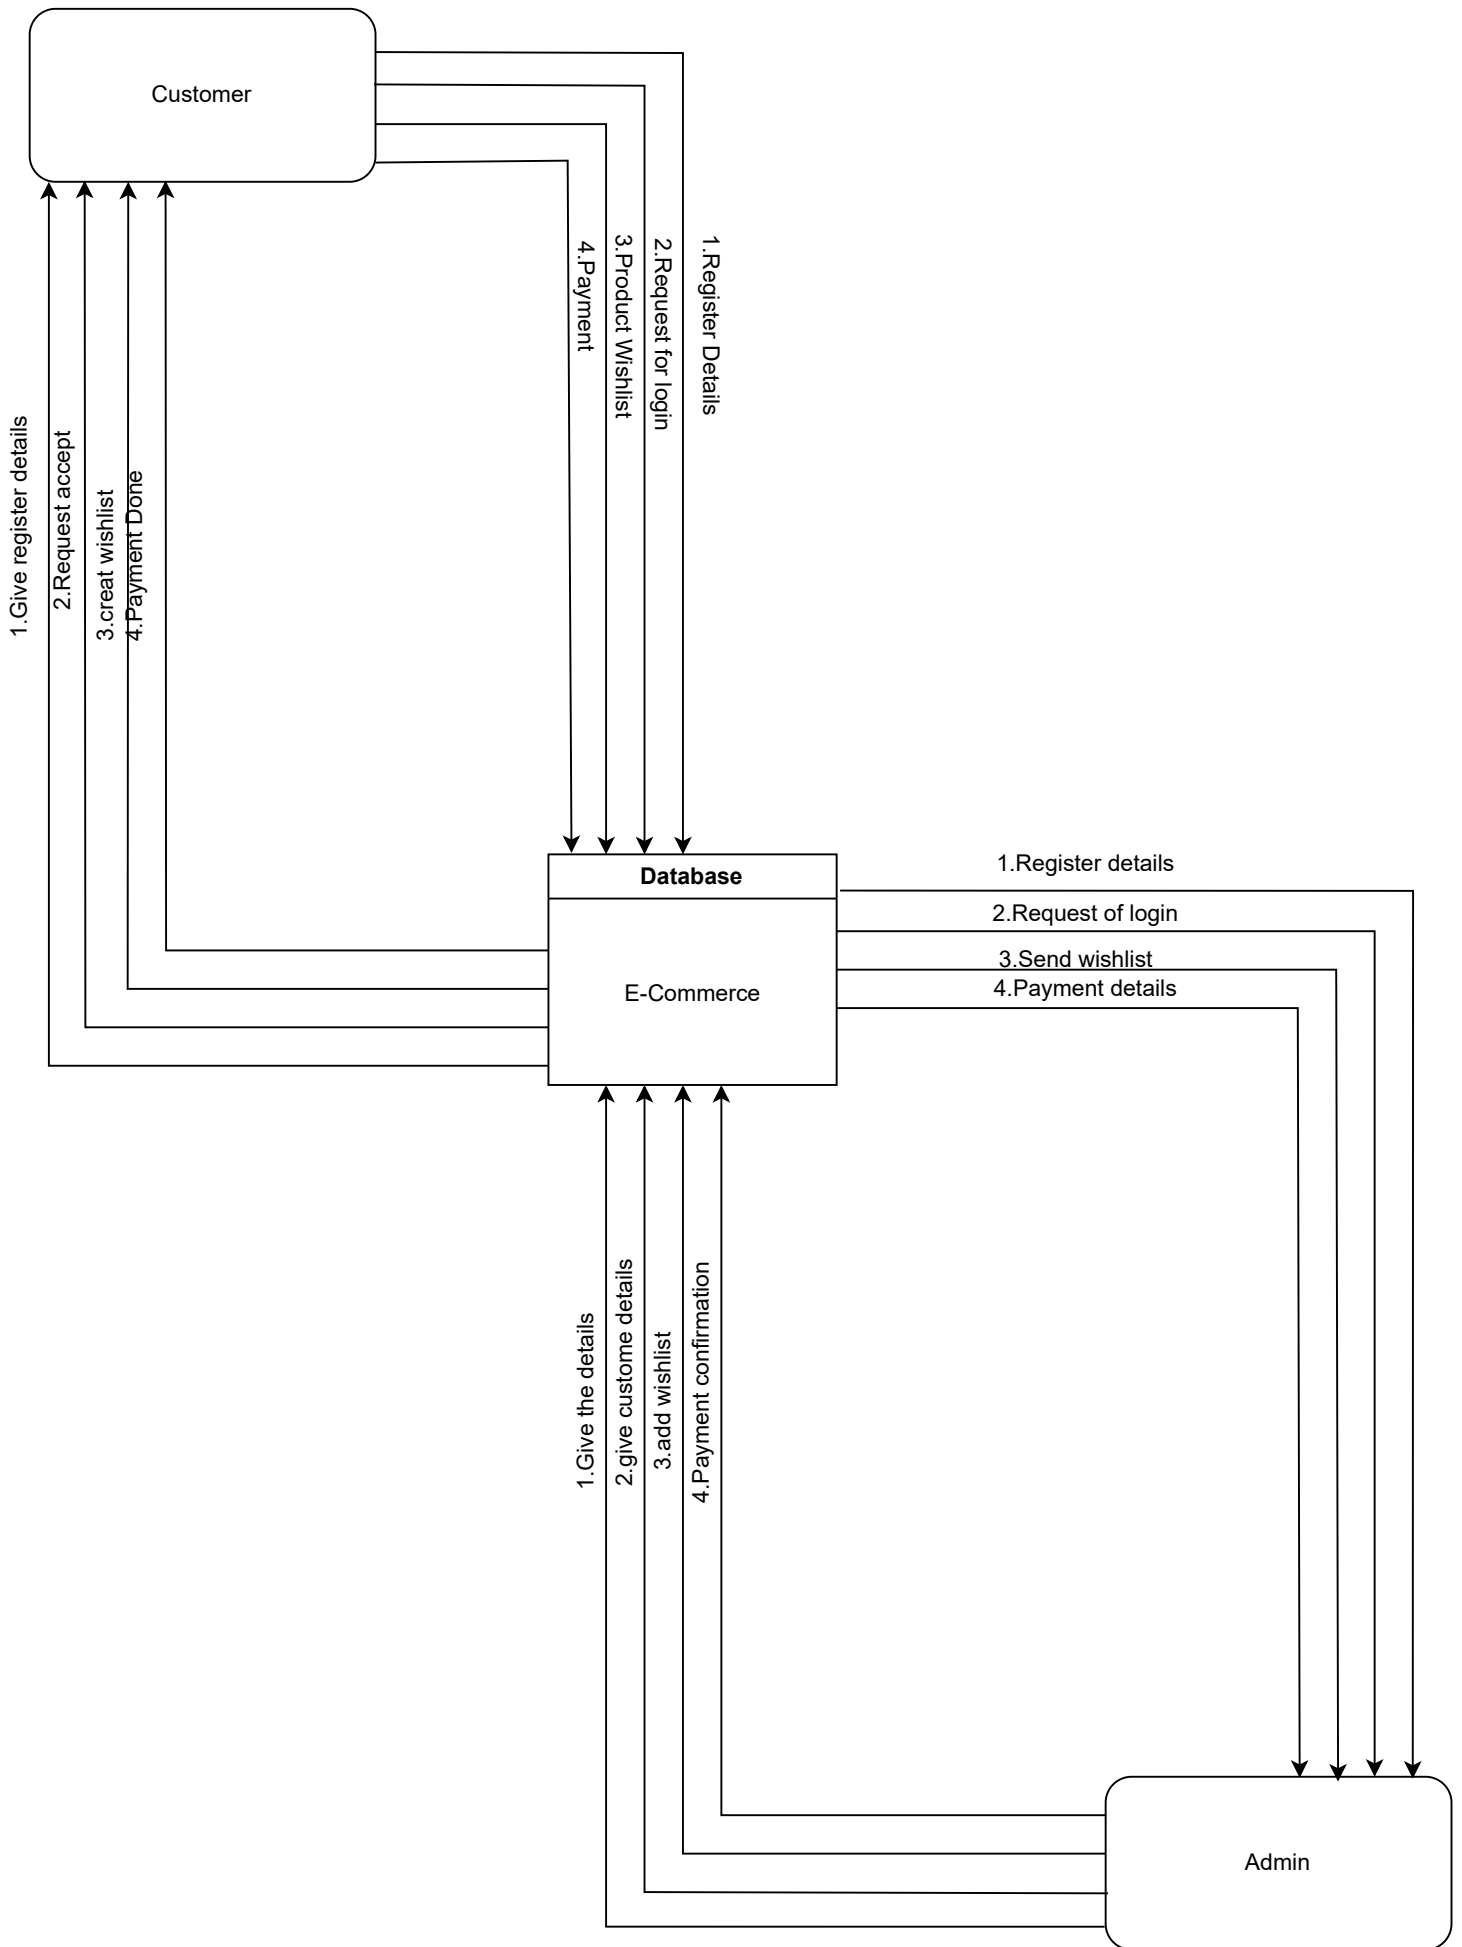 Customer
4.Payment
3.Product Wishlist
2.Request for login
1.Register Details
1.Give register details
2.Request accept
3.creat wishlist
4.Payment Done
Database
E-Commerce
1.Register details
2.Request of login
3.Send wishlist
4.Payment details
1.Give the details
2.give custome details
3.add wishlist
4.Payment confirmation
Admin